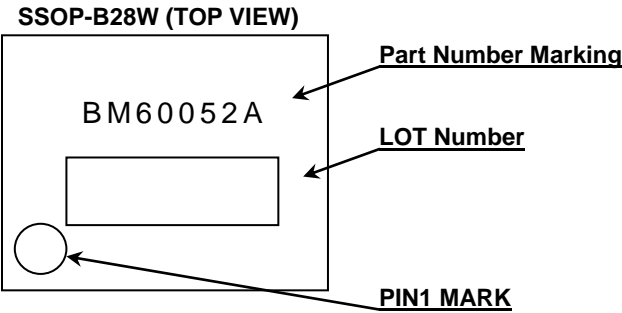 SSOP-B28W (TOP VIEW)
Part Number Marking
BM60052A
LOT Number
PIN1 MARK